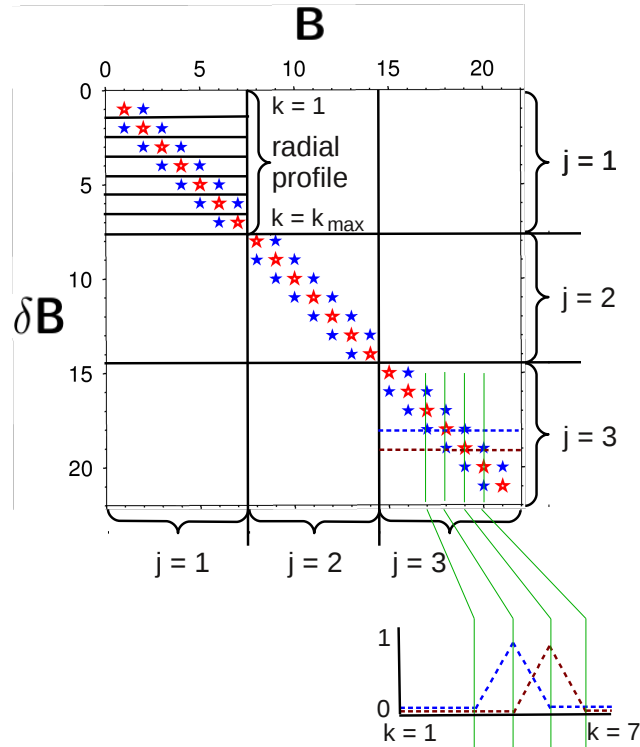 B
0 5 10 15 20
0
k = 1
radial
profile
j = 1
5
k = k max
10
δB
j = 2
15
j = 3
20
j = 1 j = 2 j = 3
1
0
k = 1 k = 7